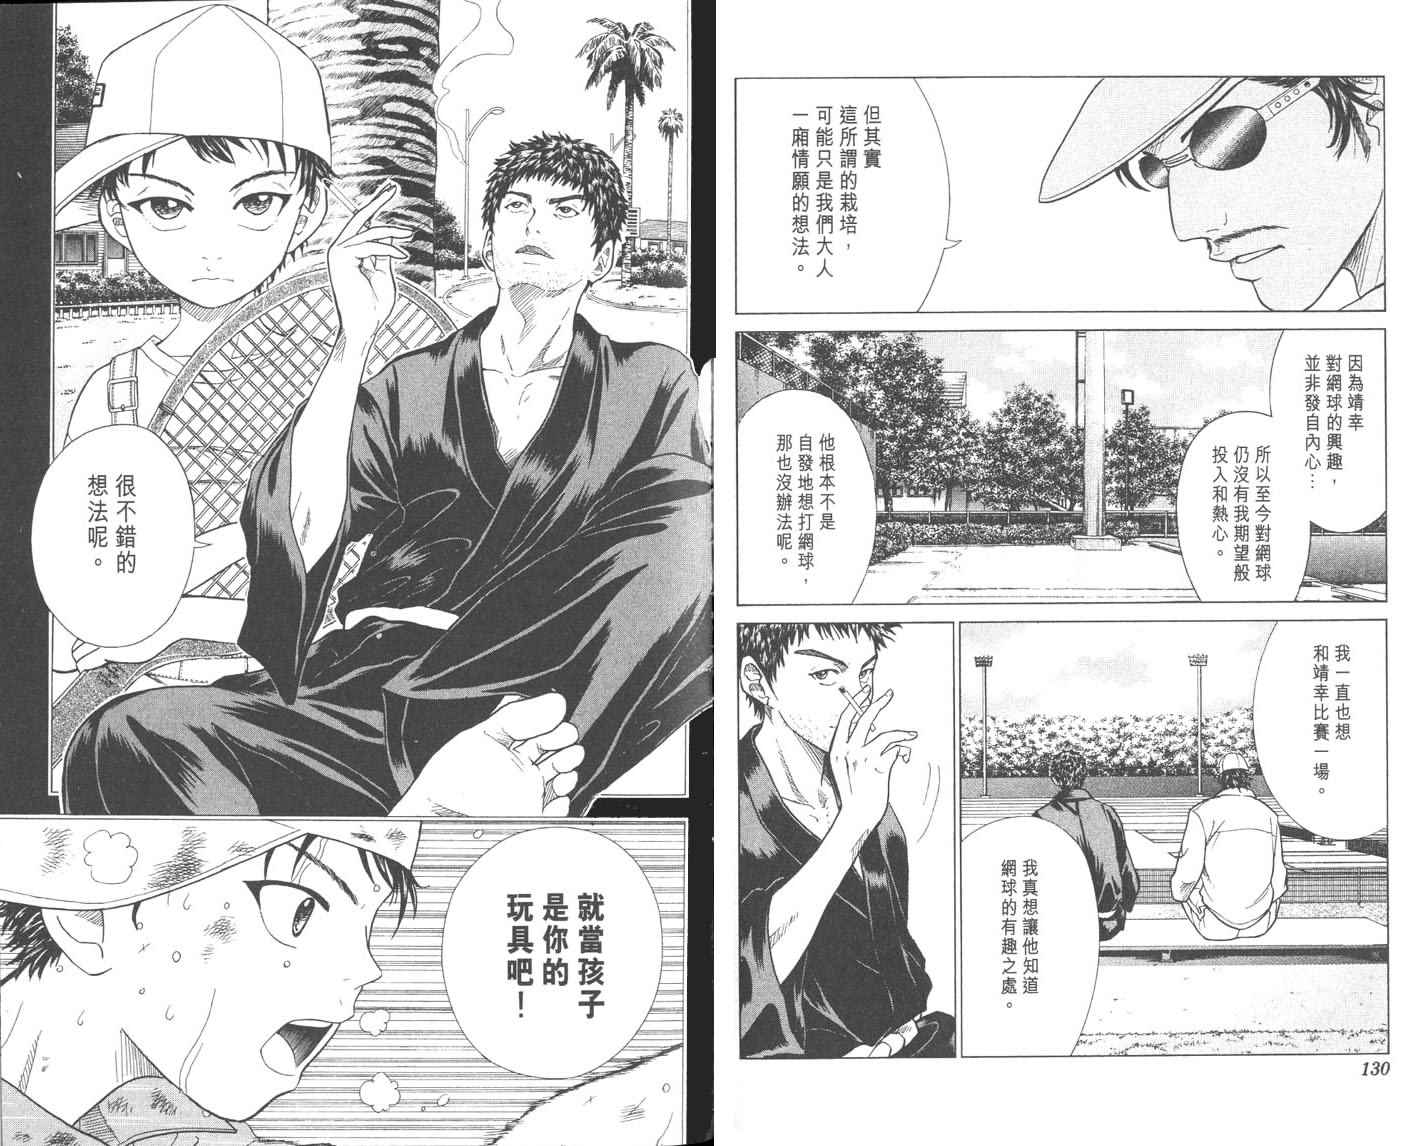 但其實
這所謂的栽培，
可能只是我們大人
一廂情願的想法。
因為靖幸
對網球的興趣，
並非發自內心…
所以至今對網球
仍沒有我期望般
投入和熱心。
他根本不是
自發地想打網球，
那也沒辦法呢。
我一直也想
和靖幸比賽一場。
我真想讓他知道
網球的有趣之處。
130
很不錯的
想法呢。
就當孩子
是你的
玩具吧！